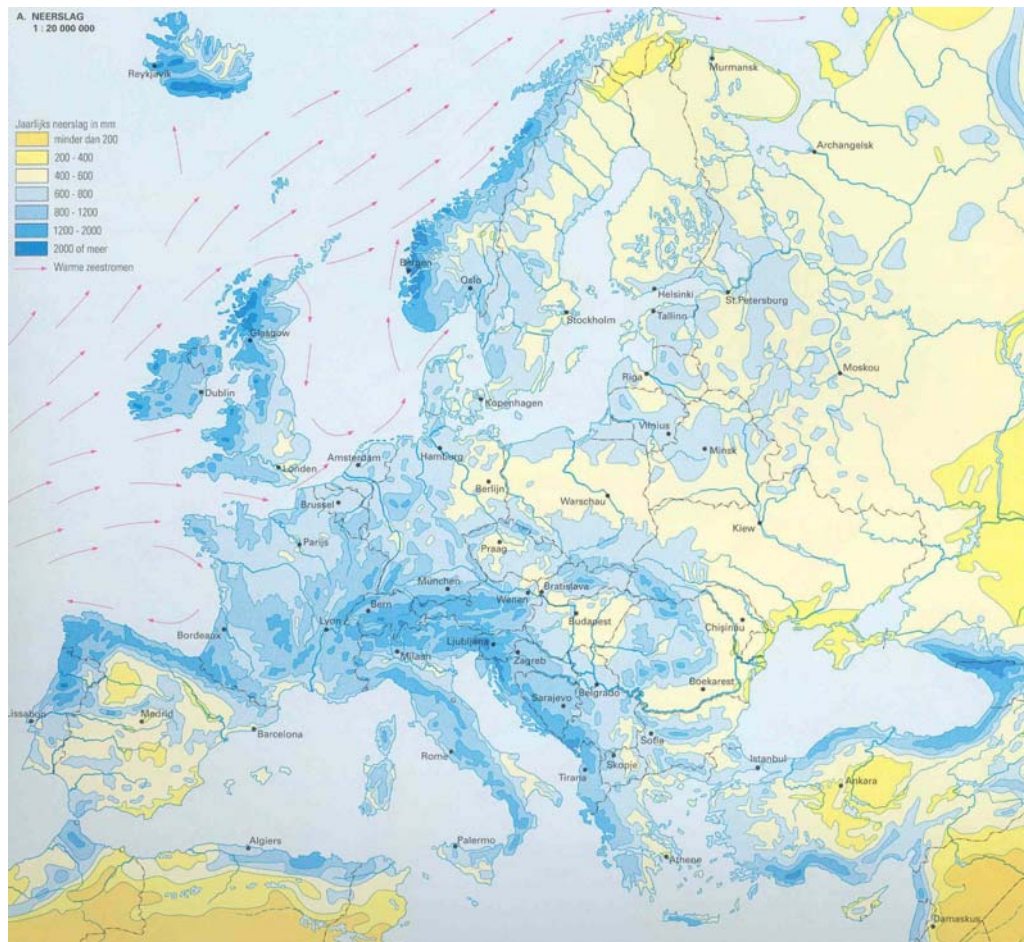 A. NEERSLAG
1 : 20 000 000
Reykjavik
Murmansk
Jaarlijks neerslag in mm
minder dan 200
200 - 400
400 - 600
600 - 800
800 - 1200
1200 - 2000
2000 of meer
Warme zeestromen
Archangelsk
Bergen
Oslo
Helsinki
St.Petersburg
Tallinn
Stockholm
Glasgow
Moskou
Riga
Dublin
Kopenhagen
Vilnius
Minsk
Hamburg
Amsterdam
Londen
Berlijn
Warschau
Brussel
Kiew
Parijs
Praag
München
Bratislava
Wenen
Bern
Budapest
Chişinau
Bordeaux
Lyon
Ljubljana
Milaan
Zagreb
Boekarest
Belgrado
Sarajevo
Lissabon
Madrid
Barcelona
Sofia
Rome
Skopje
Istanbul
Tirana
Ankara
Algiers
Palermo
Athene
Damaskus